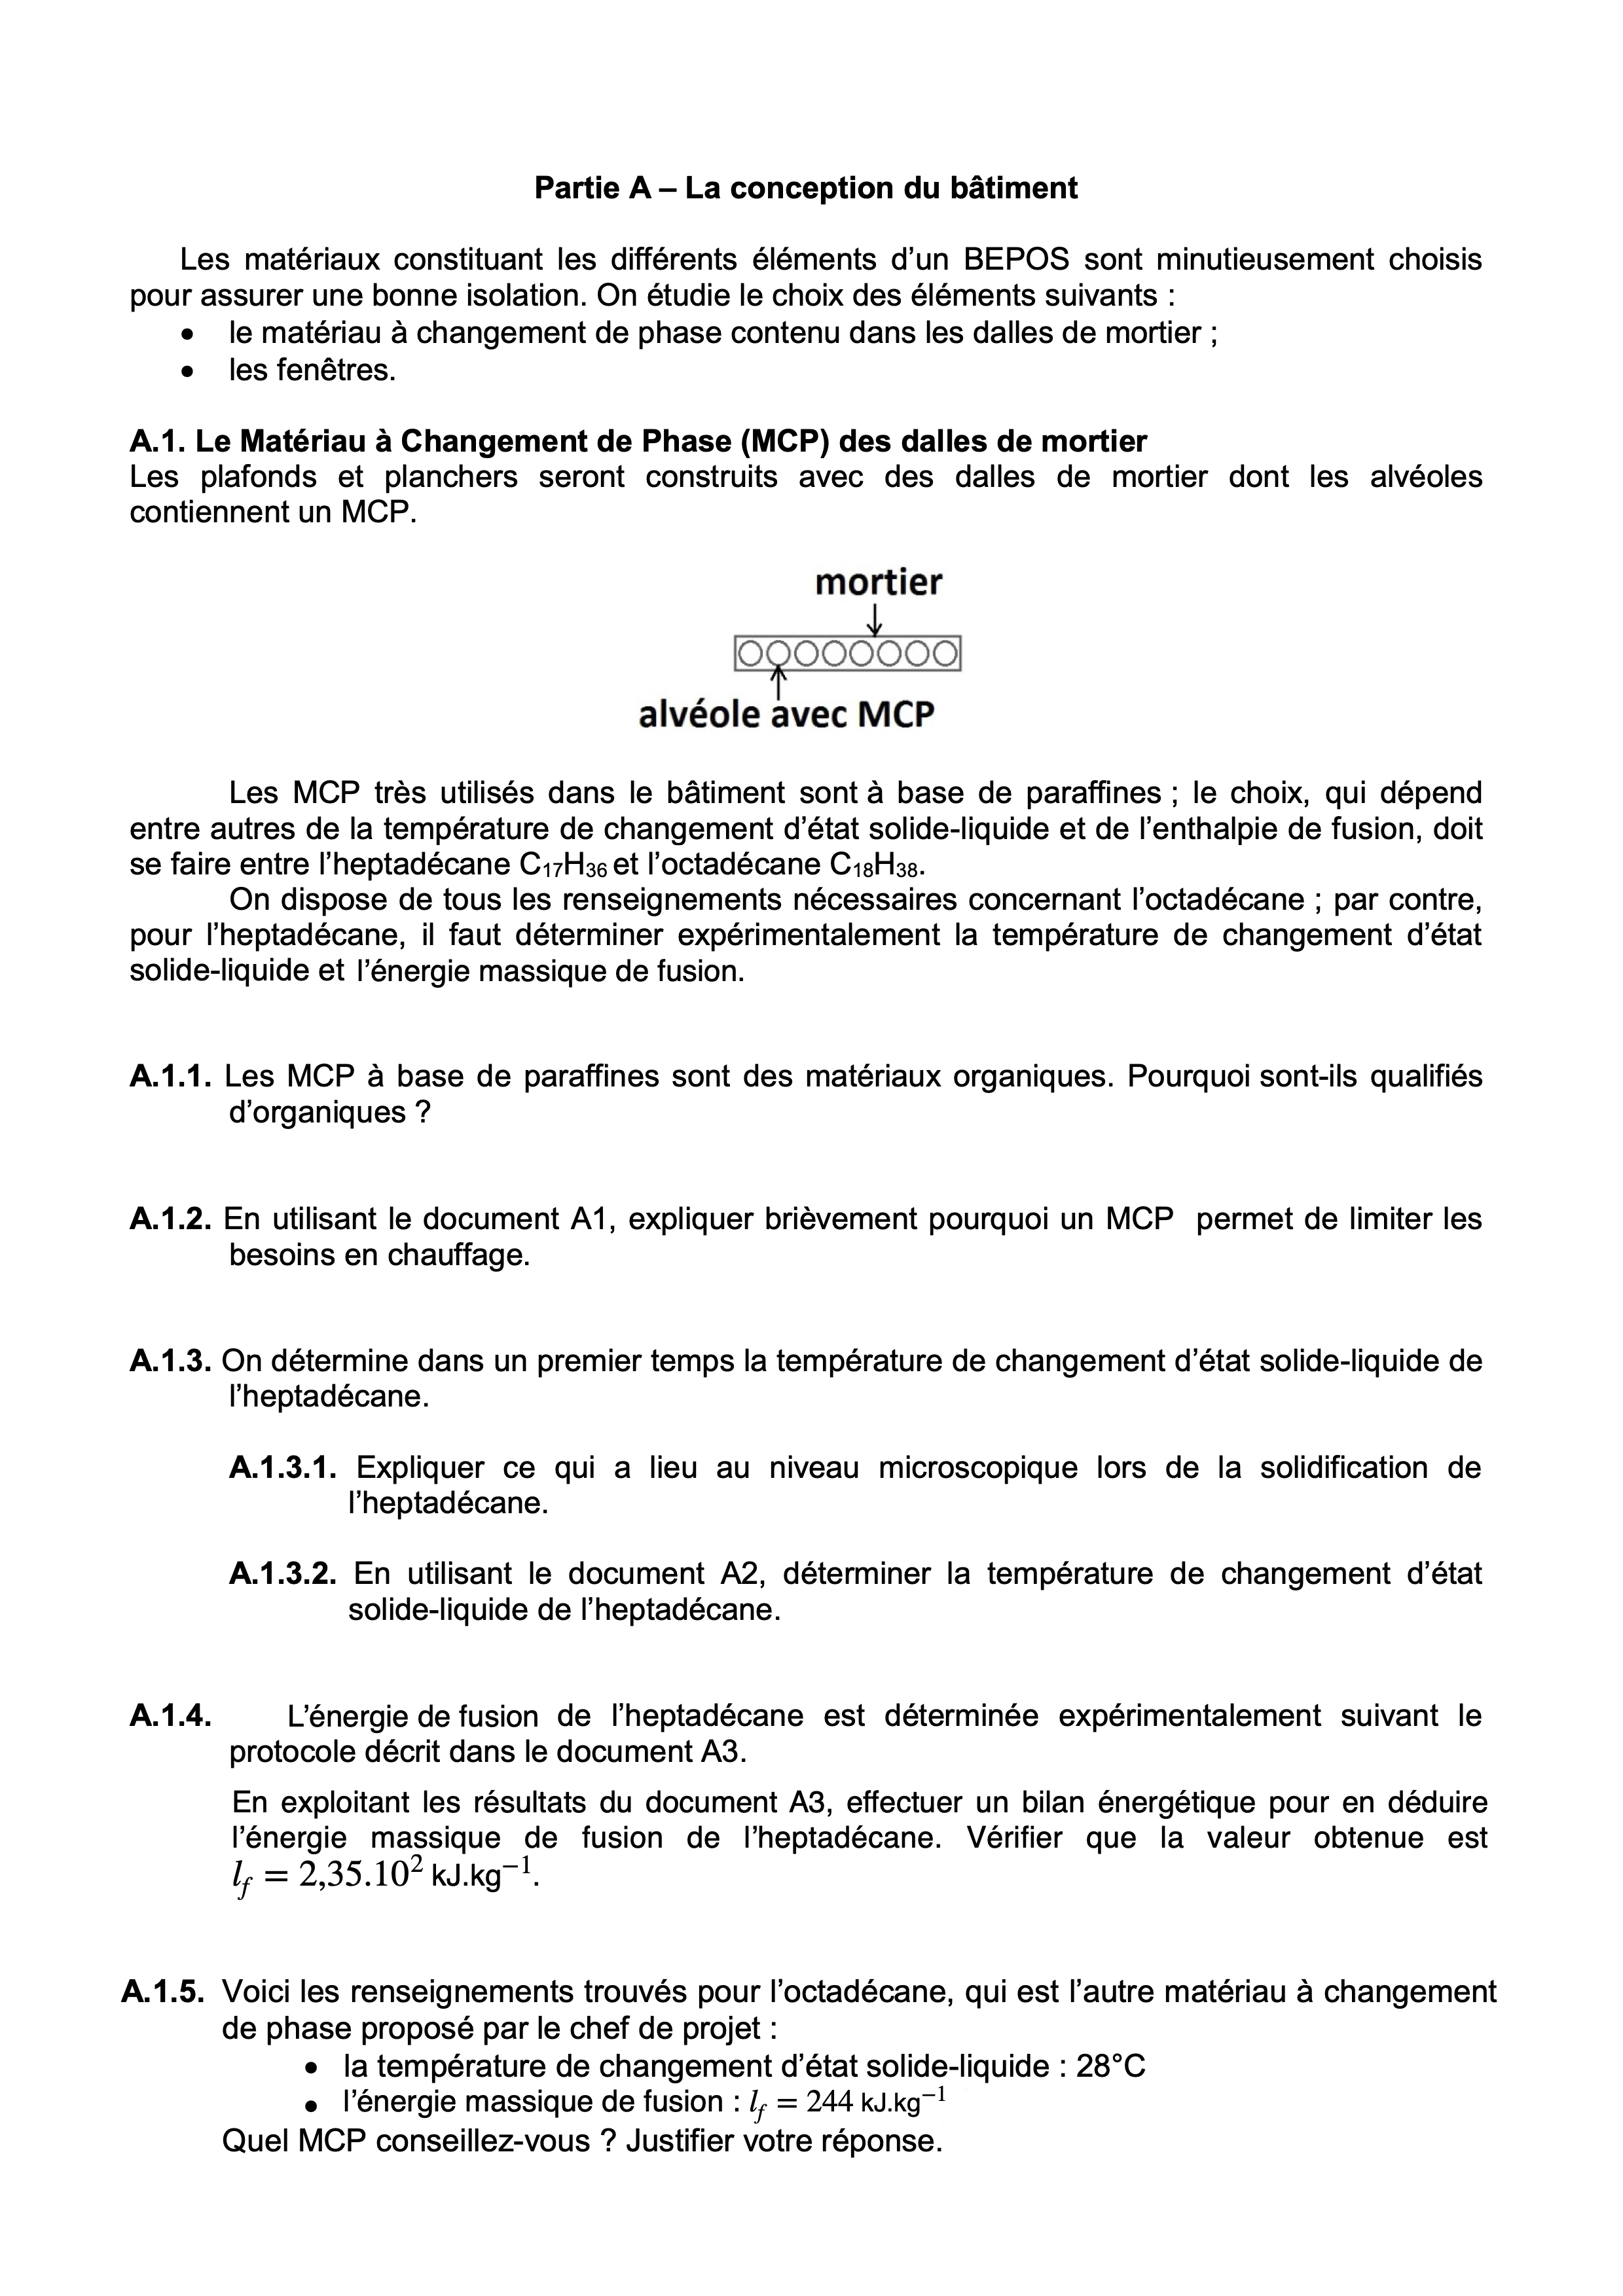 Partie A – La conception du bâtiment
Les matériaux constituant les différents éléments d'un BEPOS sont minutieusement choisis
pour assurer une bonne isolation. On étudie le choix des éléments suivants :
• le matériau à changement de phase contenu dans les dalles de mortier ;
• les fenêtres.
A.1. Le Matériau à Changement de Phase (MCP) des dalles de mortier
Les plafonds et planchers seront construits avec des dalles de mortier dont les alvéoles
contiennent un MCP.
mortier
alvéole avec MCP
Les MCP très utilisés dans le bâtiment sont à base de paraffines ; le choix, qui dépend
entre autres de la température de changement d'état solide-liquide et de l'enthalpie de fusion, doit
se faire entre l'heptadécane C₁₇H₃₆ et l'octadécane C₁₈H₃₈.
On dispose de tous les renseignements nécessaires concernant l'octadécane ; par contre,
pour l'heptadécane, il faut déterminer expérimentalement la température de changement d'état
solide-liquide et l'énergie massique de fusion.
A.1.1. Les MCP à base de paraffines sont des matériaux organiques. Pourquoi sont-ils qualifiés
d'organiques ?
A.1.2. En utilisant le document A1, expliquer brièvement pourquoi un MCP permet de limiter les
besoins en chauffage.
A.1.3. On détermine dans un premier temps la température de changement d'état solide-liquide de
l'heptadécane.
A.1.3.1. Expliquer ce qui a lieu au niveau microscopique lors de la solidification de
l'heptadécane.
A.1.3.2. En utilisant le document A2, déterminer la température de changement d'état
solide-liquide de l'heptadécane.
A.1.4. L'énergie de fusion de l'heptadécane est déterminée expérimentalement suivant le
protocole décrit dans le document A3.
En exploitant les résultats du document A3, effectuer un bilan énergétique pour en déduire
l'énergie massique de fusion de l'heptadécane. Vérifier que la valeur obtenue est
l_f = 2,35.10² kJ.kg⁻¹.
A.1.5. Voici les renseignements trouvés pour l'octadécane, qui est l'autre matériau à changement
de phase proposé par le chef de projet :
• la température de changement d'état solide-liquide : 28°C
• l'énergie massique de fusion : l_f = 244 kJ.kg⁻¹
Quel MCP conseillez-vous ? Justifier votre réponse.